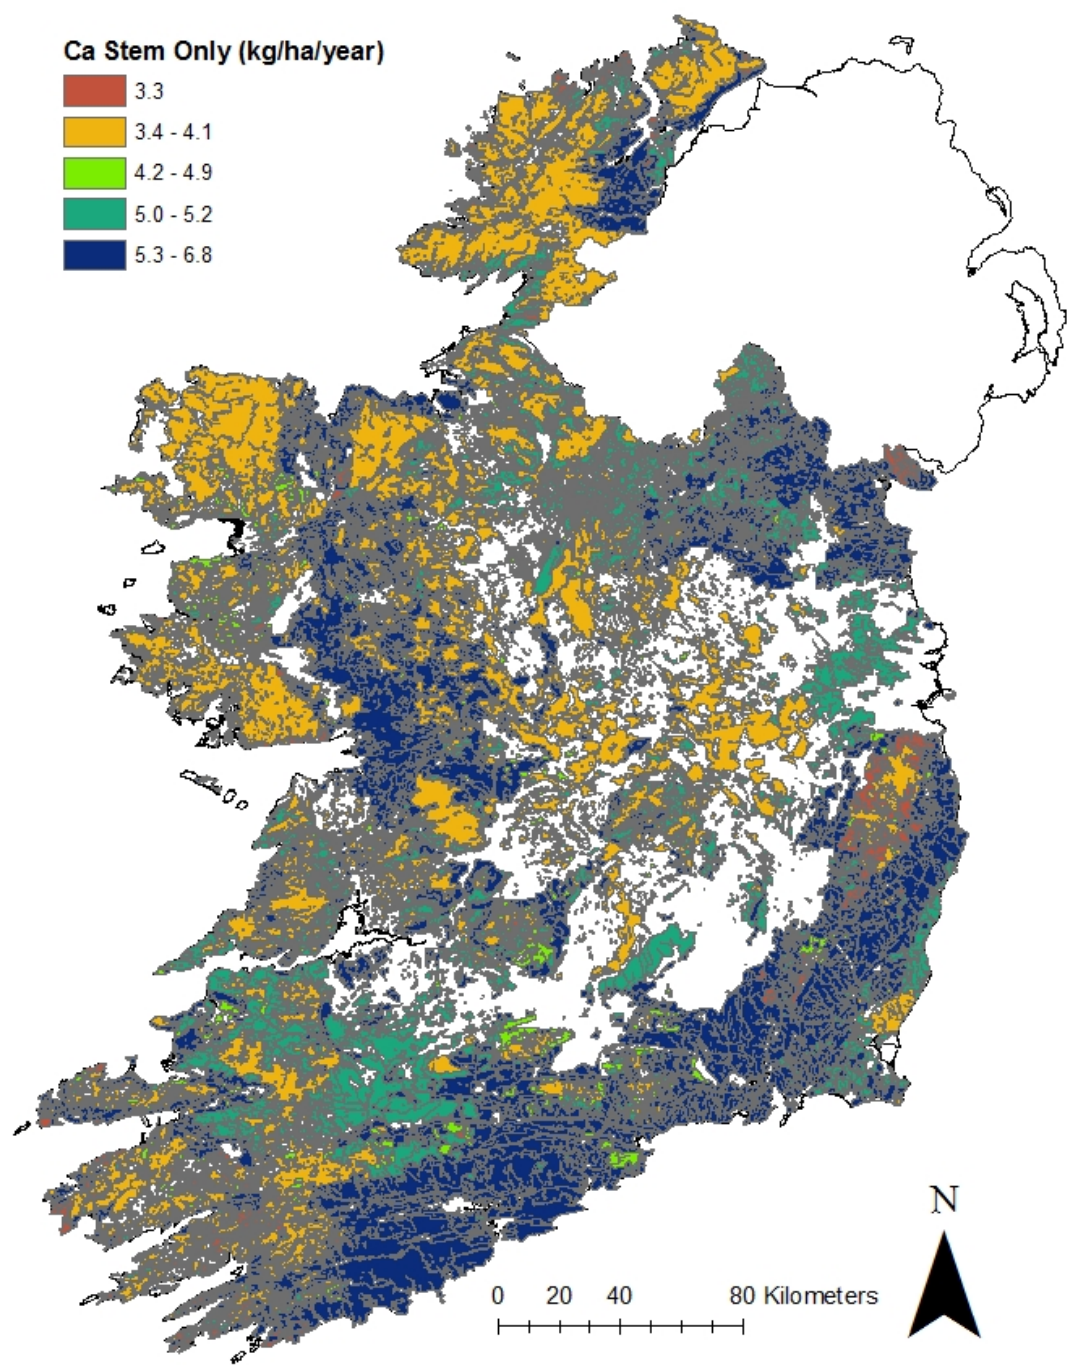 Ca Stem Only (kg/ha/year)
3.3
3.4 - 4.1
4.2 - 4.9
5.0 - 5.2
5.3 - 6.8
N
0 20 40 80 Kilometers